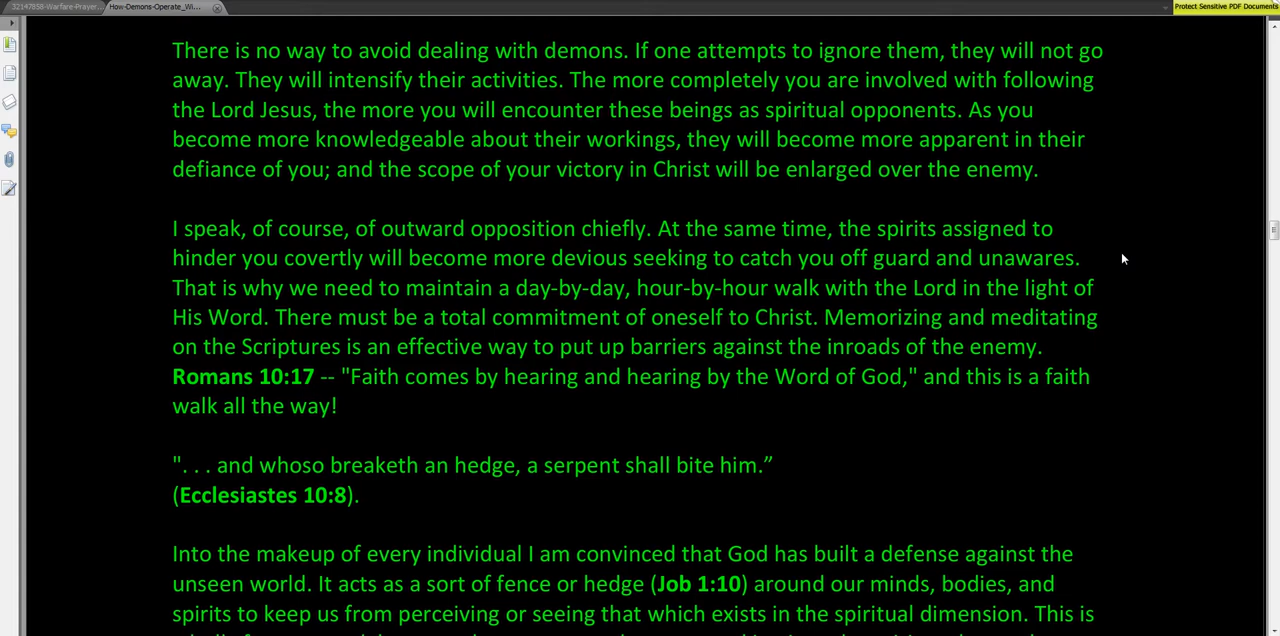 32147858-Warfare-Prayer...
How-Demons-Operate_Wi...
Protect Sensitive PDF Documents
There is no way to avoid dealing with demons. If one attempts to ignore them, they will not go
away. They will intensify their activities. The more completely you are involved with following
the Lord Jesus, the more you will encounter these beings as spiritual opponents. As you
become more knowledgeable about their workings, they will become more apparent in their
defiance of you; and the scope of your victory in Christ will be enlarged over the enemy.
I speak, of course, of outward opposition chiefly. At the same time, the spirits assigned to
hinder you covertly will become more devious seeking to catch you off guard and unawares.
That is why we need to maintain a day-by-day, hour-by-hour walk with the Lord in the light of
His Word. There must be a total commitment of oneself to Christ. Memorizing and meditating
on the Scriptures is an effective way to put up barriers against the inroads of the enemy.
Romans 10:17 -- "Faith comes by hearing and hearing by the Word of God," and this is a faith
walk all the way!
". . . and whoso breaketh an hedge, a serpent shall bite him.”
(Ecclesiastes 10:8).
Into the makeup of every individual I am convinced that God has built a defense against the
unseen world. It acts as a sort of fence or hedge (Job 1:10) around our minds, bodies, and
spirits to keep us from perceiving or seeing that which exists in the spiritual dimension. This is